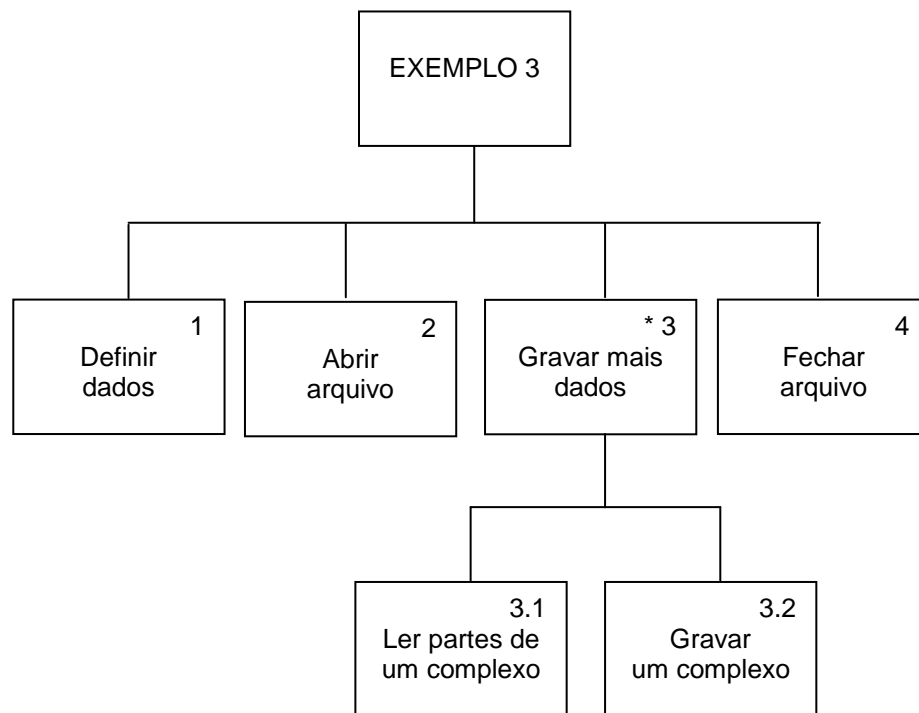 EXEMPLO 3
1
Definir
dados
2
Abrir
arquivo
* 3
Gravar mais
dados
4
Fechar
arquivo
3.1
Ler partes de
um complexo
3.2
Gravar
um complexo